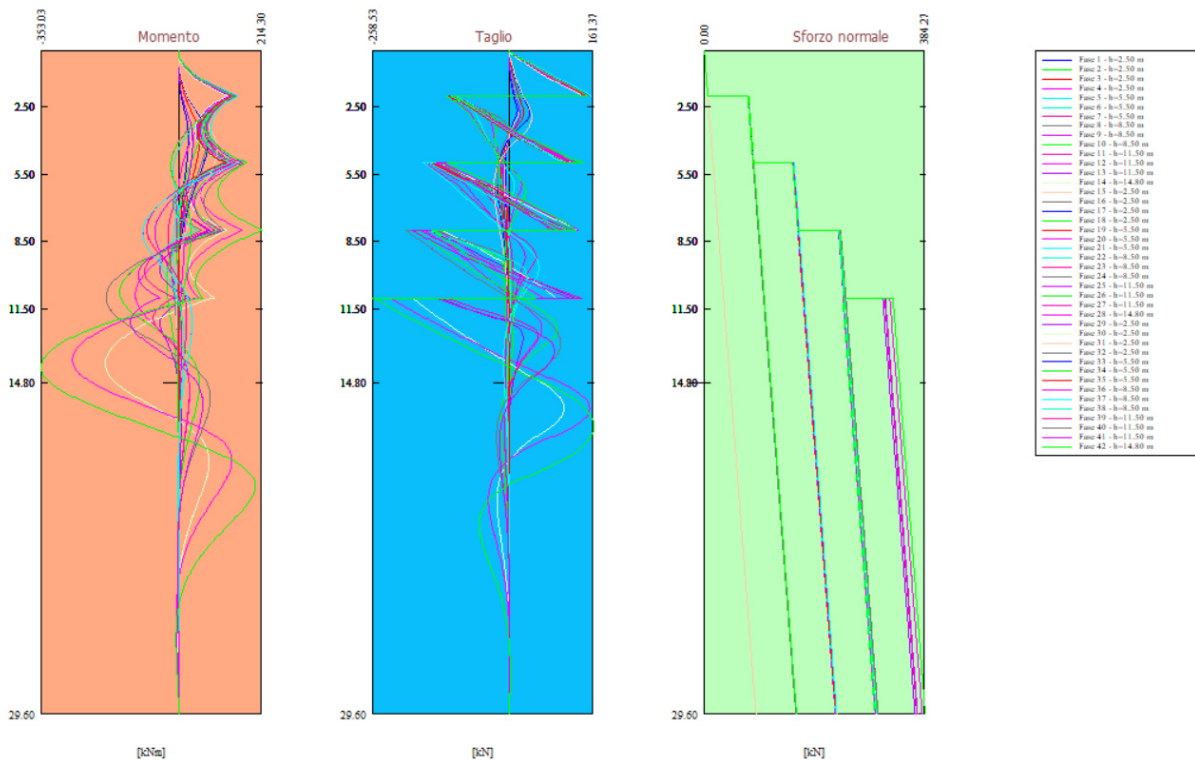 -353.03
214.30
Momento
2.50
5.50
8.50
11.50
14.80
29.60
[kNm]
-258.53
161.37
Taglio
2.50
5.50
8.50
11.50
14.80
29.60
[kN]
0.00
384.27
Sforzo normale
2.50
5.50
8.50
11.50
14.80
29.60
[kN]
Fase 1 - h=2.50 m
Fase 2 - h=2.50 m
Fase 3 - h=2.50 m
Fase 4 - h=2.50 m
Fase 5 - h=5.50 m
Fase 6 - h=5.50 m
Fase 7 - h=5.50 m
Fase 8 - h=8.50 m
Fase 9 - h=8.50 m
Fase 10 - h=8.50 m
Fase 11 - h=11.50 m
Fase 12 - h=11.50 m
Fase 13 - h=11.50 m
Fase 14 - h=14.80 m
Fase 15 - h=2.50 m
Fase 16 - h=2.50 m
Fase 17 - h=2.50 m
Fase 18 - h=2.50 m
Fase 19 - h=5.50 m
Fase 20 - h=5.50 m
Fase 21 - h=5.50 m
Fase 22 - h=8.50 m
Fase 23 - h=8.50 m
Fase 24 - h=8.50 m
Fase 25 - h=11.50 m
Fase 26 - h=11.50 m
Fase 27 - h=11.50 m
Fase 28 - h=14.80 m
Fase 29 - h=2.50 m
Fase 30 - h=2.50 m
Fase 31 - h=2.50 m
Fase 32 - h=2.50 m
Fase 33 - h=5.50 m
Fase 34 - h=5.50 m
Fase 35 - h=5.50 m
Fase 36 - h=8.50 m
Fase 37 - h=8.50 m
Fase 38 - h=8.50 m
Fase 39 - h=11.50 m
Fase 40 - h=11.50 m
Fase 41 - h=11.50 m
Fase 42 - h=14.80 m